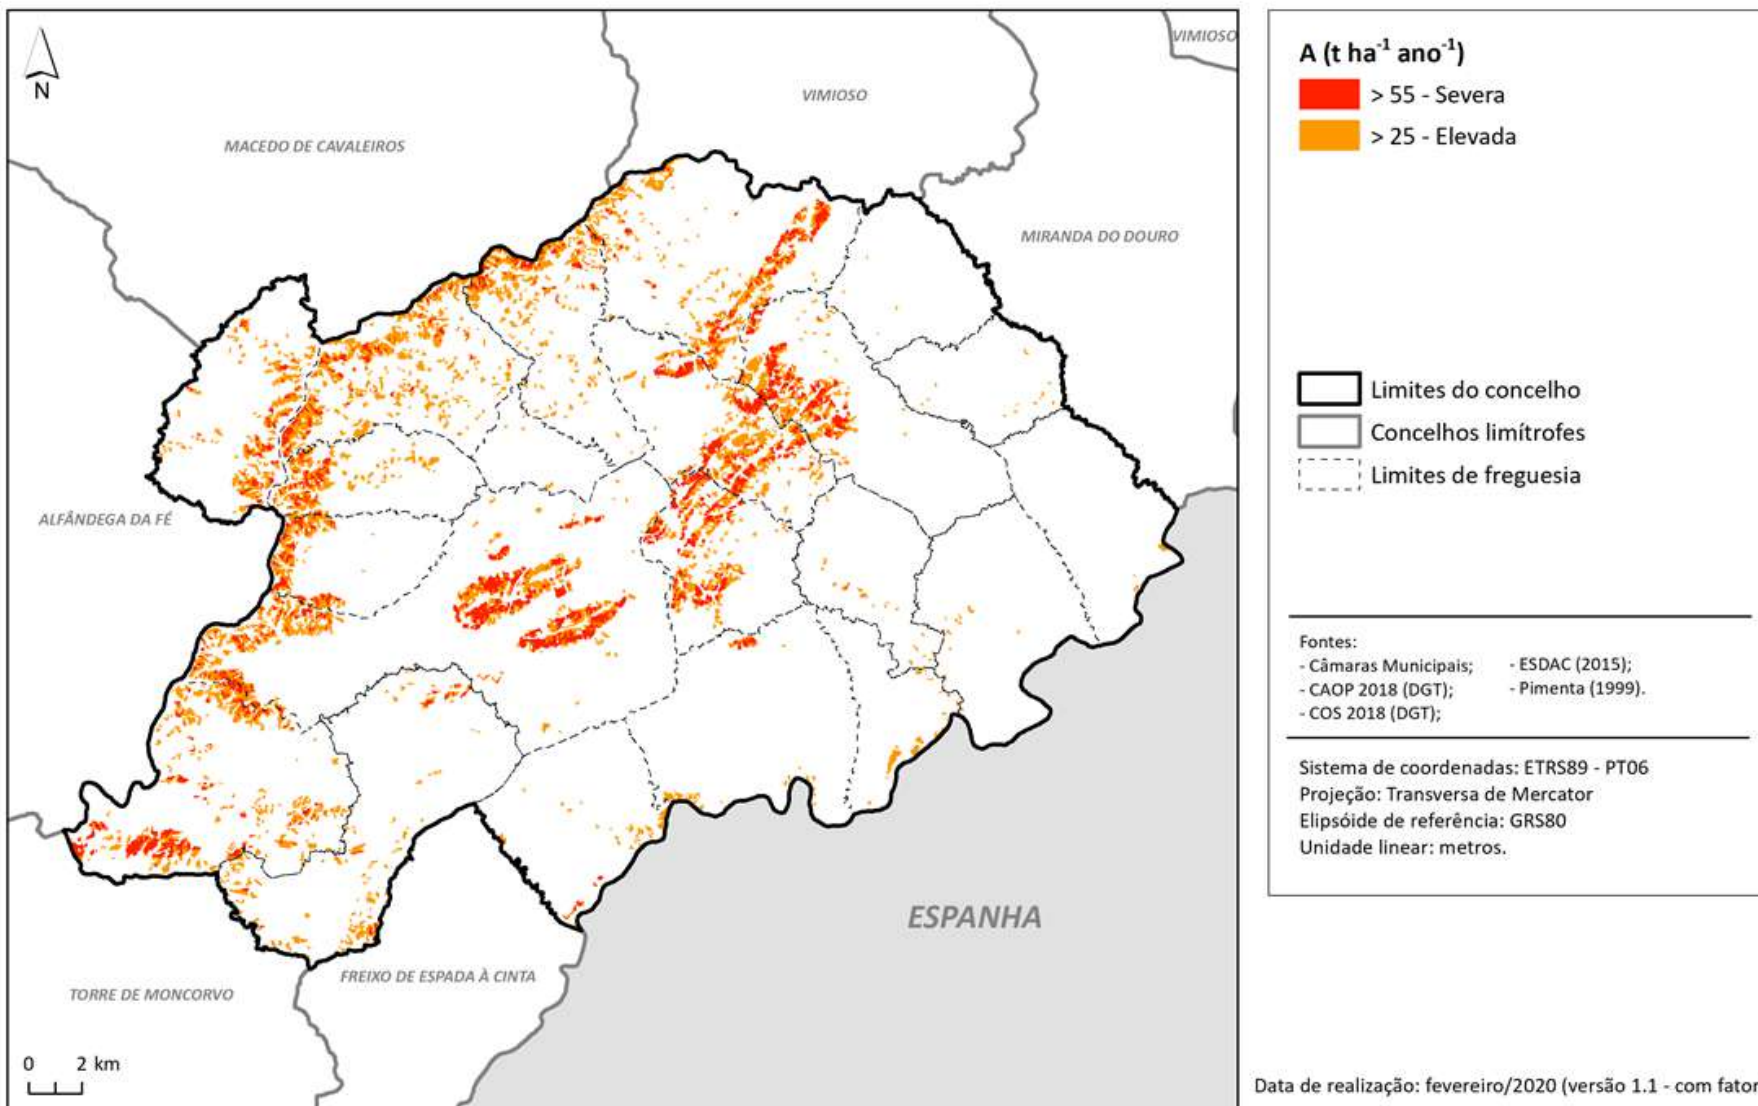 N
VIMIOSO
VIMIOSO
MACEDO DE CAVALEIROS
MIRANDA DO DOURO
ALFÂNDEGA DA FÉ
ESPANHA
FREIXO DE ESPADA À CINTA
TORRE DE MONCORVO
0 2 km
A (t ha⁻¹ ano⁻¹)
> 55 - Severa
> 25 - Elevada
Limites do concelho
Concelhos limítrofes
Limites de freguesia
Fontes:
- Câmaras Municipais; - ESDAC (2015);
- CAOP 2018 (DGT); - Pimenta (1999).
- COS 2018 (DGT);
Sistema de coordenadas: ETRS89 - PT06
Projeção: Transversa de Mercator
Elipsóide de referência: GRS80
Unidade linear: metros.
Data de realização: fevereiro/2020 (versão 1.1 - com fator